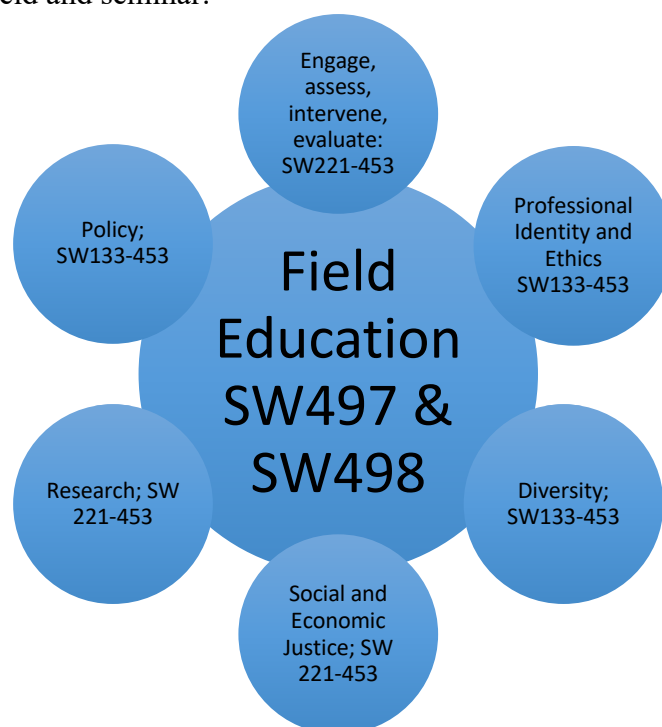 field and seminar.
Engage,
assess,
intervene,
evaluate:
SW221-453
Professional
Identity and
Ethics
SW133-453
Diversity;
SW133-453
Social and
Economic
Justice; SW
221-453
Research; SW
221-453
Policy;
SW133-453
Field
Education
SW497 &
SW498